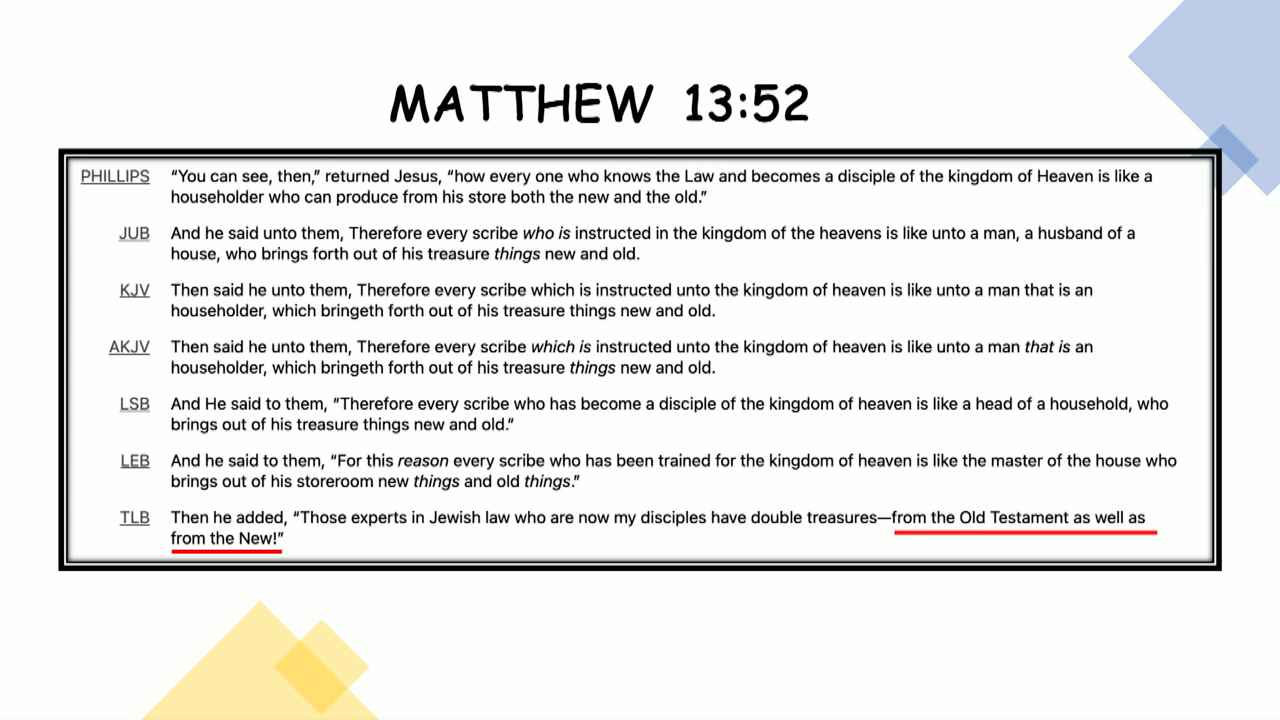 MATTHEW 13:52
PHILLIPS “You can see, then,” returned Jesus, “how every one who knows the Law and becomes a disciple of the kingdom of Heaven is like a
householder who can produce from his store both the new and the old.”
JUB And he said unto them, Therefore every scribe who is instructed in the kingdom of the heavens is like unto a man, a husband of a
house, who brings forth out of his treasure things new and old.
KJV Then said he unto them, Therefore every scribe which is instructed unto the kingdom of heaven is like unto a man that is an
householder, which bringeth forth out of his treasure things new and old.
AKJV Then said he unto them, Therefore every scribe which is instructed unto the kingdom of heaven is like unto a man that is an
householder, which bringeth forth out of his treasure things new and old.
LSB And He said to them, “Therefore every scribe who has become a disciple of the kingdom of heaven is like a head of a household, who
brings out of his treasure things new and old.”
LEB And he said to them, “For this reason every scribe who has been trained for the kingdom of heaven is like the master of the house who
brings out of his storeroom new things and old things.”
TLB Then he added, “Those experts in Jewish law who are now my disciples have double treasures—from the Old Testament as well as
from the New!”